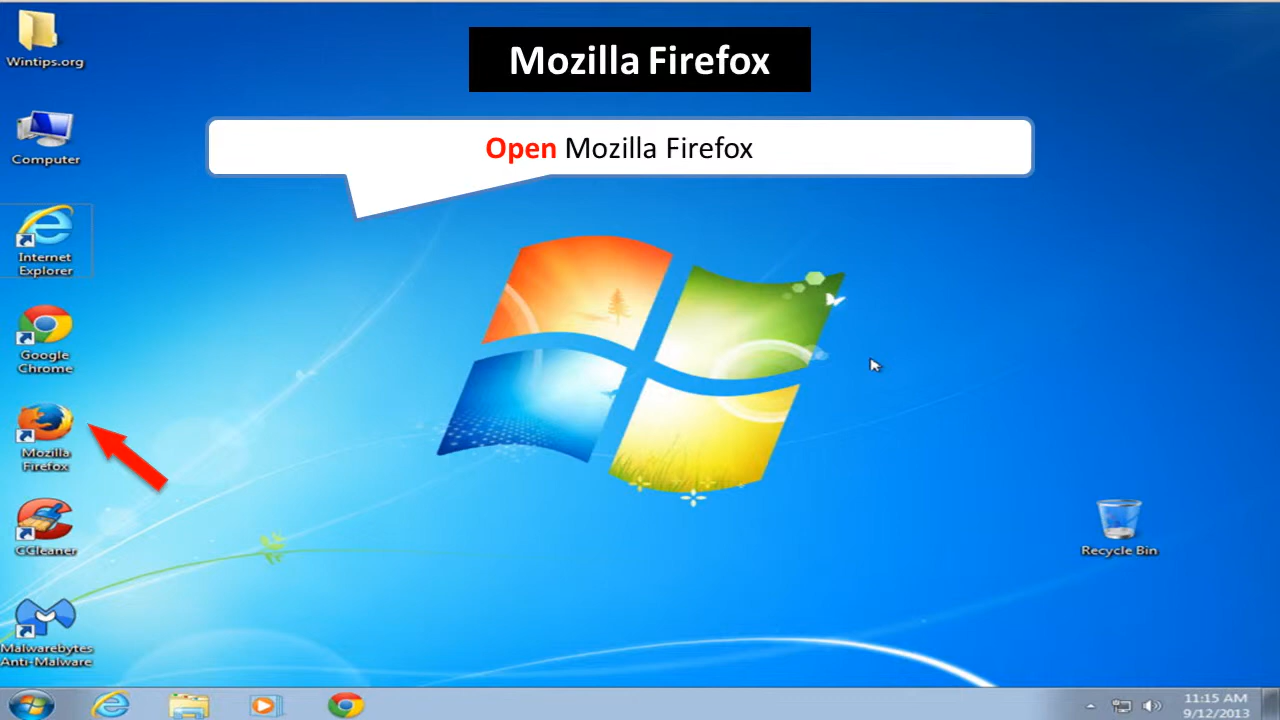 Mozilla Firefox
Open Mozilla Firefox
Wintips.org
Computer
Internet
Explorer
Google
Chrome
Mozilla
Firefox
CCleaner
Malwarebytes
Anti-Malware
Recycle Bin
11:15 AM
9/12/2013